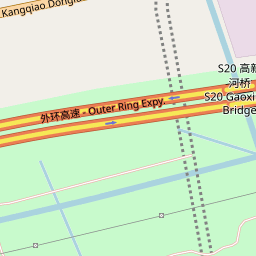 Kangqiao Dongl
S20 高新
河桥
S20 Gaoxi
Bridge
外环高速 - Outer Ring Expy.